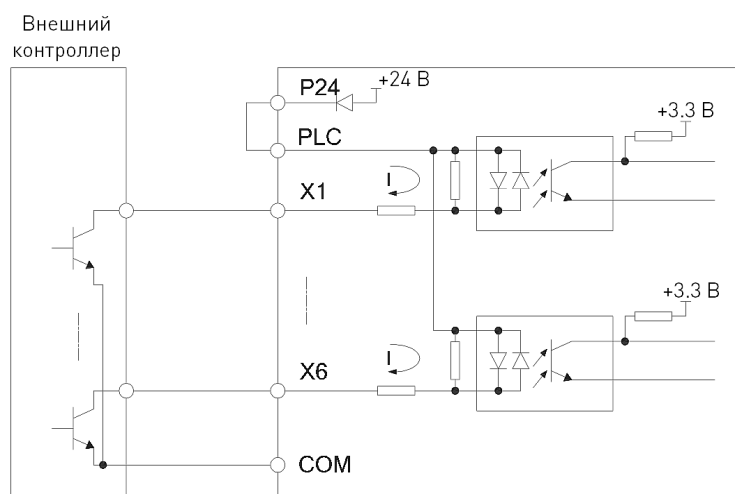 Внешний
контроллер
P24
+24 В
PLC
+3.3 В
I
X1
+3.3 В
I
X6
COM